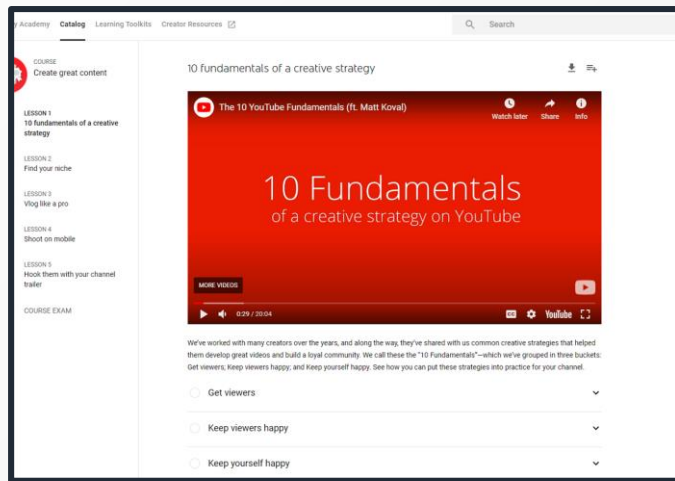 y Academy Catalog Learning Toolkits Creator Resources Search
COURSE
Create great content
LESSON 1
10 fundamentals of a creative
strategy
LESSON 2
Find your niche
LESSON 3
Vlog like a pro
LESSON 4
Shoot on mobile
LESSON 5
Hook them with your channel
trailer
COURSE EXAM
10 fundamentals of a creative strategy
The 10 YouTube Fundamentals (ft. Matt Koval)
Watch later Share Info
10 Fundamentals
of a creative strategy on YouTube
MORE VIDEOS
0:29 / 20:04 CC YouTube
We've worked with many creators over the years, and along the way, they've shared with us common creative strategies that helped
them develop great videos and build a loyal community. We call these the "10 Fundamentals"—which we've grouped in three buckets:
Get viewers; Keep viewers happy; and Keep yourself happy. See how you can put these strategies into practice for your channel.
Get viewers
Keep viewers happy
Keep yourself happy